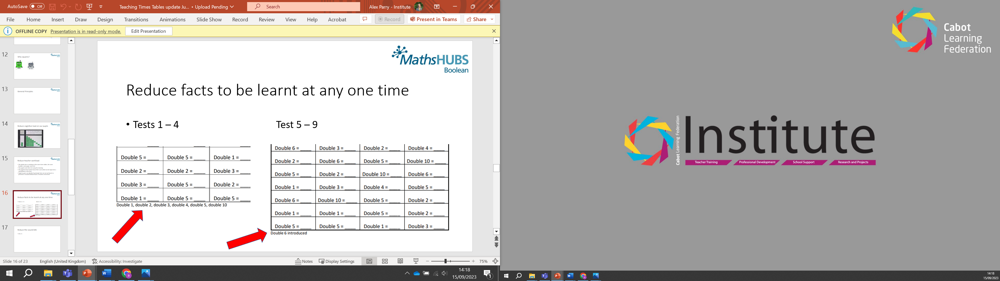 AutoSave Off
Teaching Times Tables update Ju... • Upload Pending
Search
Alex Parry - Institute
File Home Insert Draw Design Transitions Animations Slide Show Record Review View Help Acrobat
Record
Present in Teams
Share
OFFLINE COPY Presentation is in read-only mode. Edit Presentation
12
Why squares?
13
General Principles
14
Reduce cognitive load on our pupils
15
Reduce teacher workload
16
Reduce facts to be learnt at any one time
17
Reduce the sound bite
MathsHUBS
Boolean
Reduce facts to be learnt at any one time
• Tests 1 – 4
Test 5 – 9
Double 5 = ____ Double 5 = ____ Double 1 = ____
Double 2 = ____ Double 2 = ____ Double 3 = ____
Double 3 = ____ Double 5 = ____ Double 2 = ____
Double 1 = ____ Double 5 = ____ Double 5 = ____
Double 1, double 2, double 3, double 4, double 5, double 10
Double 6 = ____ Double 3 = ____ Double 2 = ____ Double 4 = ____
Double 2 = ____ Double 6 = ____ Double 5 = ____ Double 10 = ____
Double 5 = ____ Double 2 = ____ Double 10 = ____ Double 6 = ____
Double 1 = ____ Double 3 = ____ Double 4 = ____ Double 5 = ____
Double 6 = ____ Double 10 = ____ Double 5 = ____ Double 2 = ____
Double 1 = ____ Double 1 = ____ Double 5 = ____ Double 2 = ____
Double 5 = ____ Double 5 = ____ Double 1 = ____ Double 3 = ____
Double 6 introduced
Slide 16 of 23
English (United Kingdom)
Accessibility: Investigate
Notes
Display Settings
75%
14:18
15/09/2023
1
Cabot
Learning
Federation
Cabot Learning Federation
Institute
Teacher Training
Professional Development
School Support
Research and Projects
14:18
15/09/2023